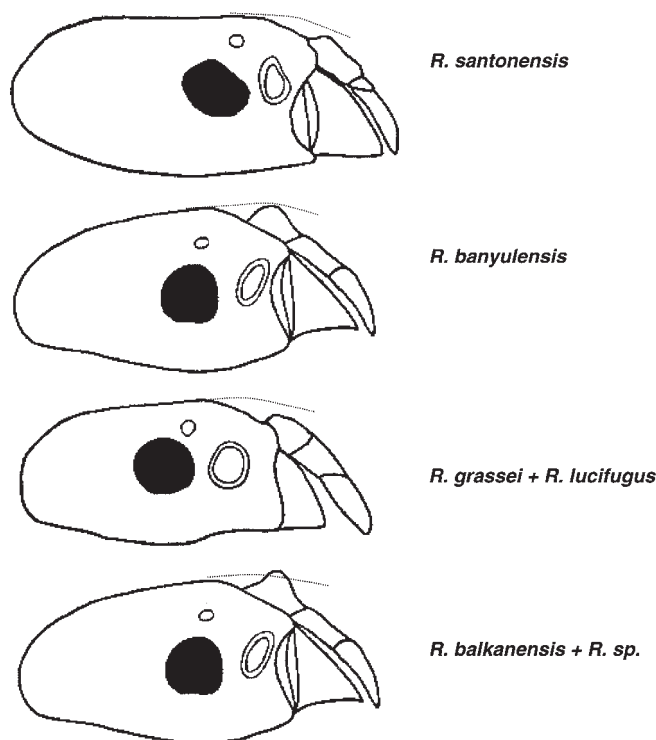 R. santonensis
R. banyulensis
R. grassei + R. lucifugus
R. balkanensis + R. sp.